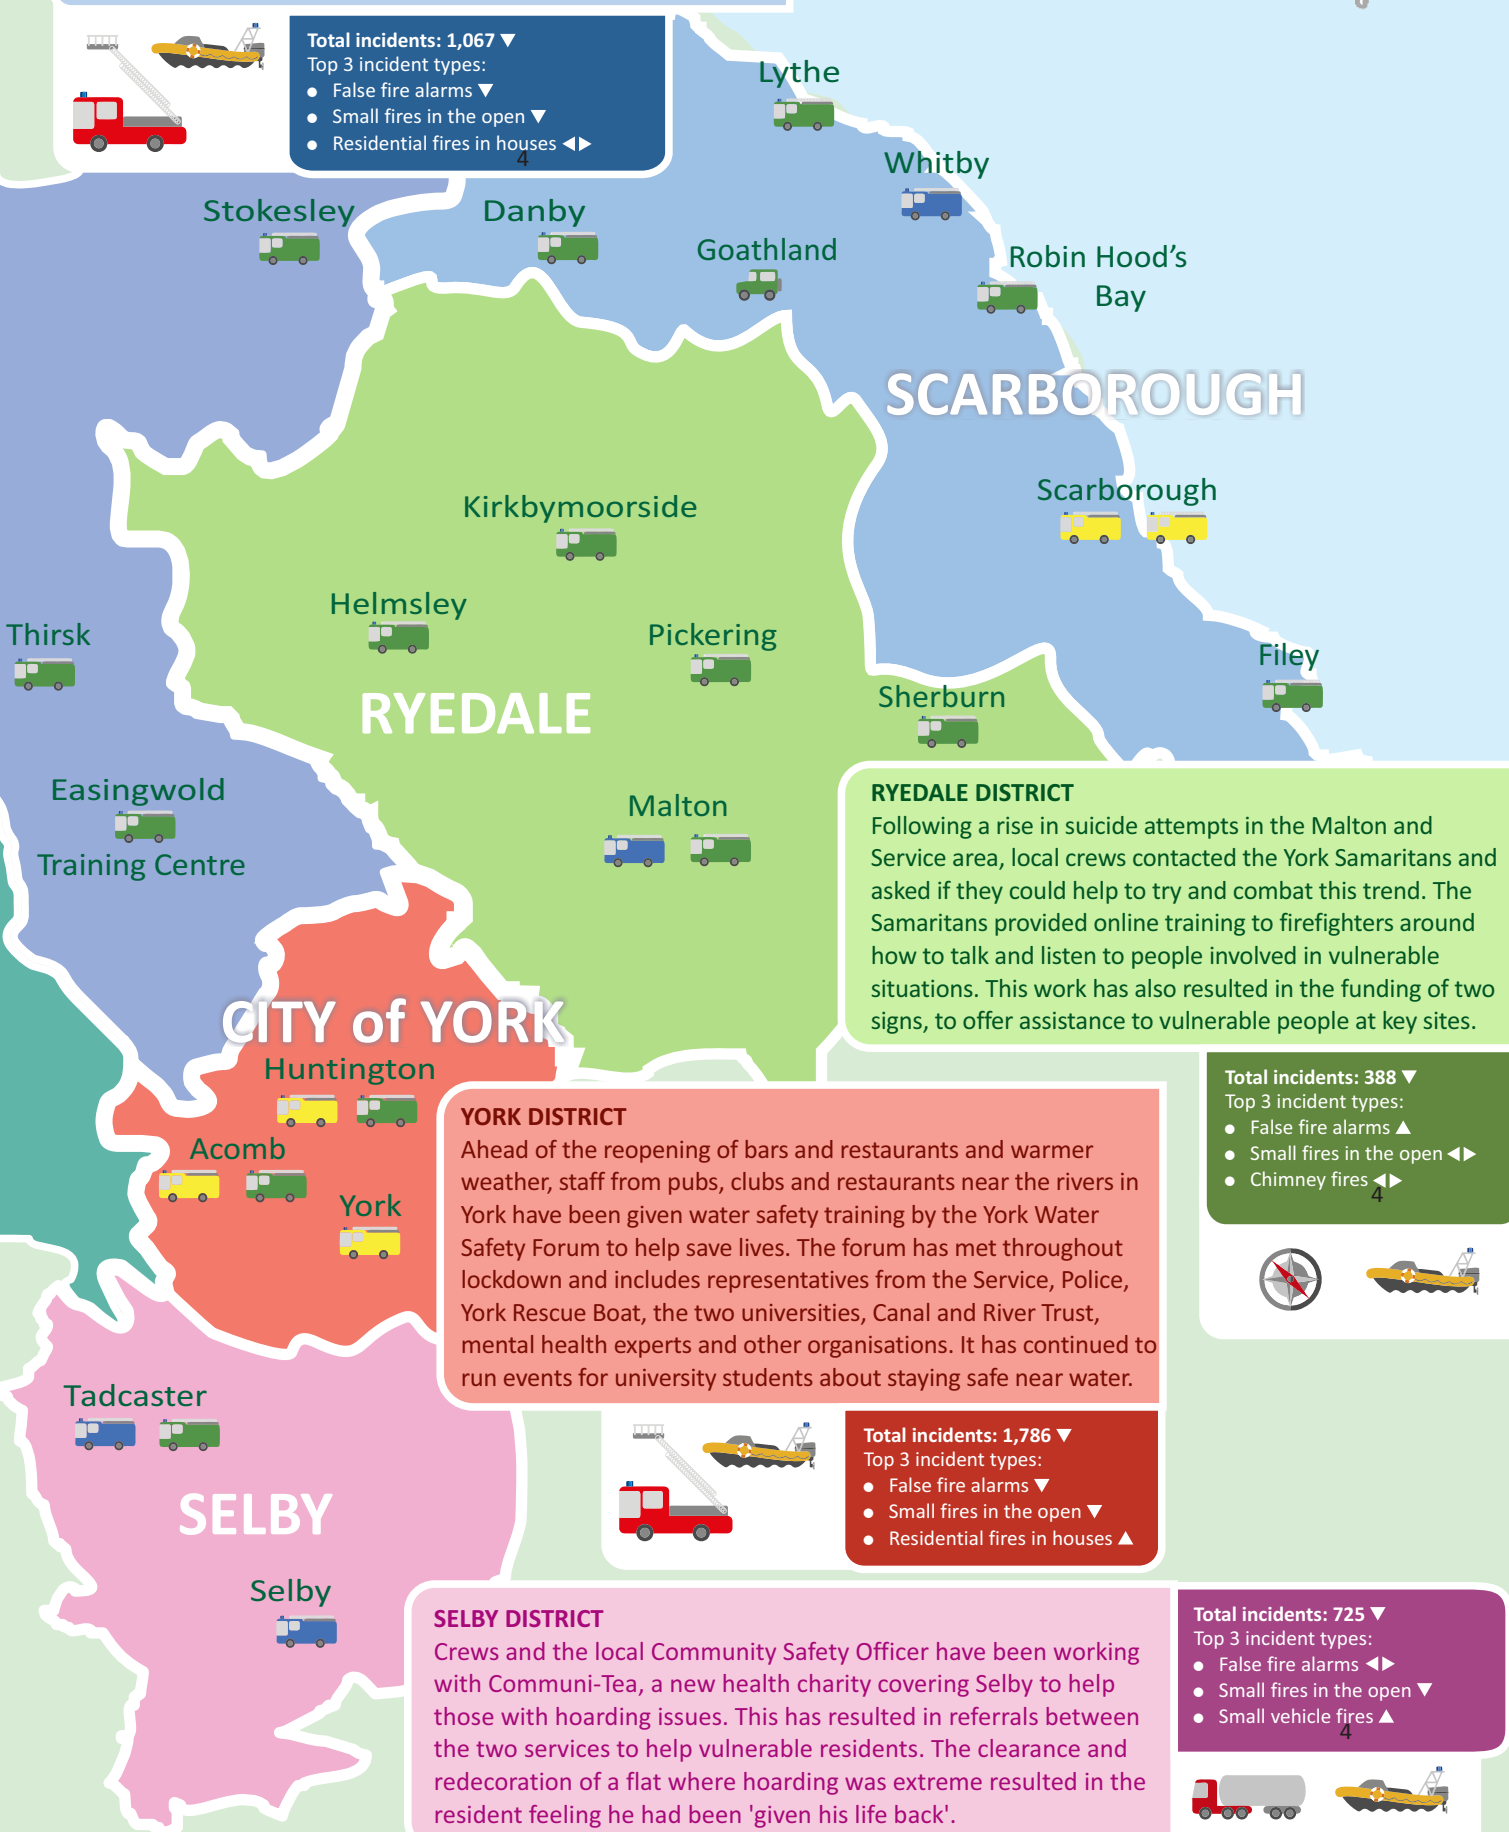 Total incidents: 1,067 ▼
Top 3 incident types:
● False fire alarms ▼
● Small fires in the open ▼
● Residential fires in houses ◀▶
4
Lythe
Whitby
Stokesley
Danby
Goathland
Robin Hood's
Bay
SCARBOROUGH
Scarborough
Kirkbymoorside
Helmsley
Thirsk
Pickering
Filey
Sherburn
RYEDALE
Easingwold
Training Centre
Malton
RYEDALE DISTRICT
Following a rise in suicide attempts in the Malton and
Service area, local crews contacted the York Samaritans and
asked if they could help to try and combat this trend. The
Samaritans provided online training to firefighters around
how to talk and listen to people involved in vulnerable
situations. This work has also resulted in the funding of two
signs, to offer assistance to vulnerable people at key sites.
Total incidents: 388 ▼
Top 3 incident types:
● False fire alarms ▲
● Small fires in the open ◀▶
● Chimney fires ◀▶
4
CITY of YORK
Huntington
Acomb
York
YORK DISTRICT
Ahead of the reopening of bars and restaurants and warmer
weather, staff from pubs, clubs and restaurants near the rivers in
York have been given water safety training by the York Water
Safety Forum to help save lives. The forum has met throughout
lockdown and includes representatives from the Service, Police,
York Rescue Boat, the two universities, Canal and River Trust,
mental health experts and other organisations. It has continued to
run events for university students about staying safe near water.
Total incidents: 1,786 ▼
Top 3 incident types:
● False fire alarms ▼
● Small fires in the open ▼
● Residential fires in houses ▲
Tadcaster
SELBY
Selby
SELBY DISTRICT
Crews and the local Community Safety Officer have been working
with Communi-Tea, a new health charity covering Selby to help
those with hoarding issues. This has resulted in referrals between
the two services to help vulnerable residents. The clearance and
redecoration of a flat where hoarding was extreme resulted in the
resident feeling he had been 'given his life back'.
Total incidents: 725 ▼
Top 3 incident types:
● False fire alarms ◀▶
● Small fires in the open ▼
● Small vehicle fires ▲
4